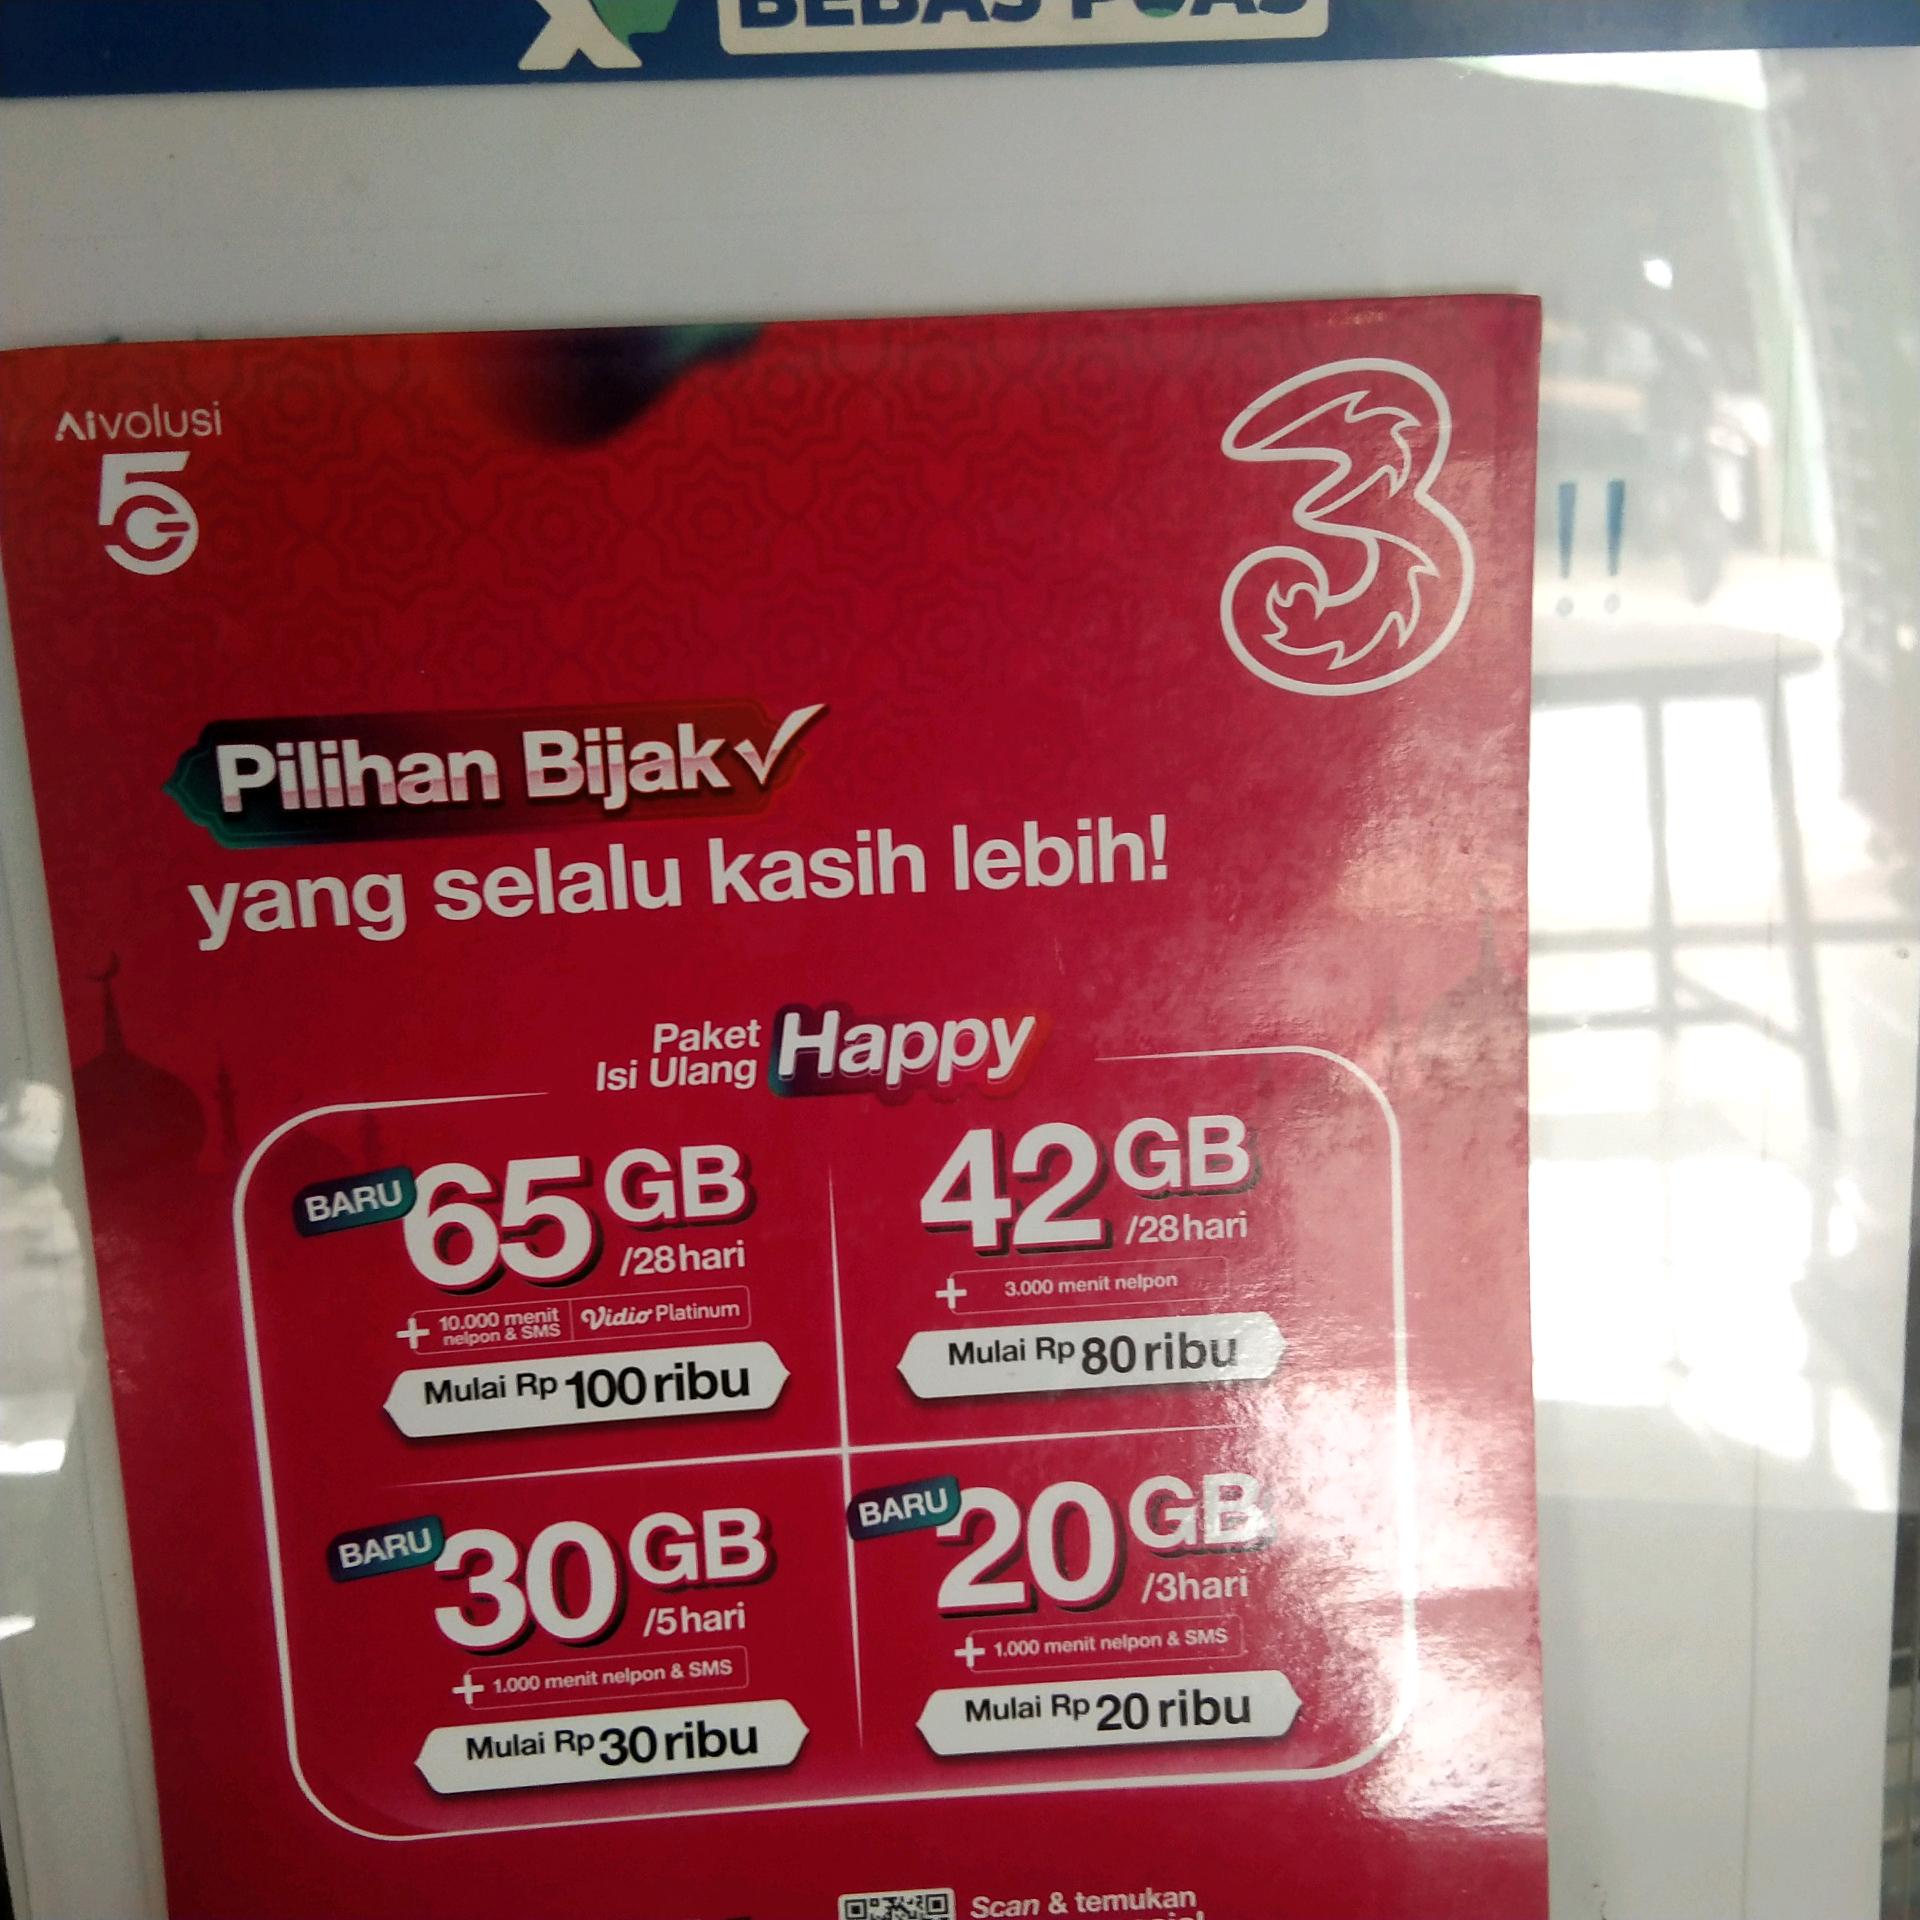 BEBAS PUAS
Aivolusi
5G
3
!!
Pilihan Bijak
yang selalu kasih lebih!
Paket
Isi Ulang Happy
BARU 65 GB
/28hari
+ 10.000 menit
nelpon & SMS
Vidio Platinum
Mulai Rp 100 ribu
42 GB
/28hari
+ 3.000 menit nelpon
Mulai Rp 80 ribu
BARU 30 GB
/5hari
+ 1.000 menit nelpon & SMS
Mulai Rp 30 ribu
BARU 20 GB
/3hari
+ 1.000 menit nelpon & SMS
Mulai Rp 20 ribu
Scan & temukan